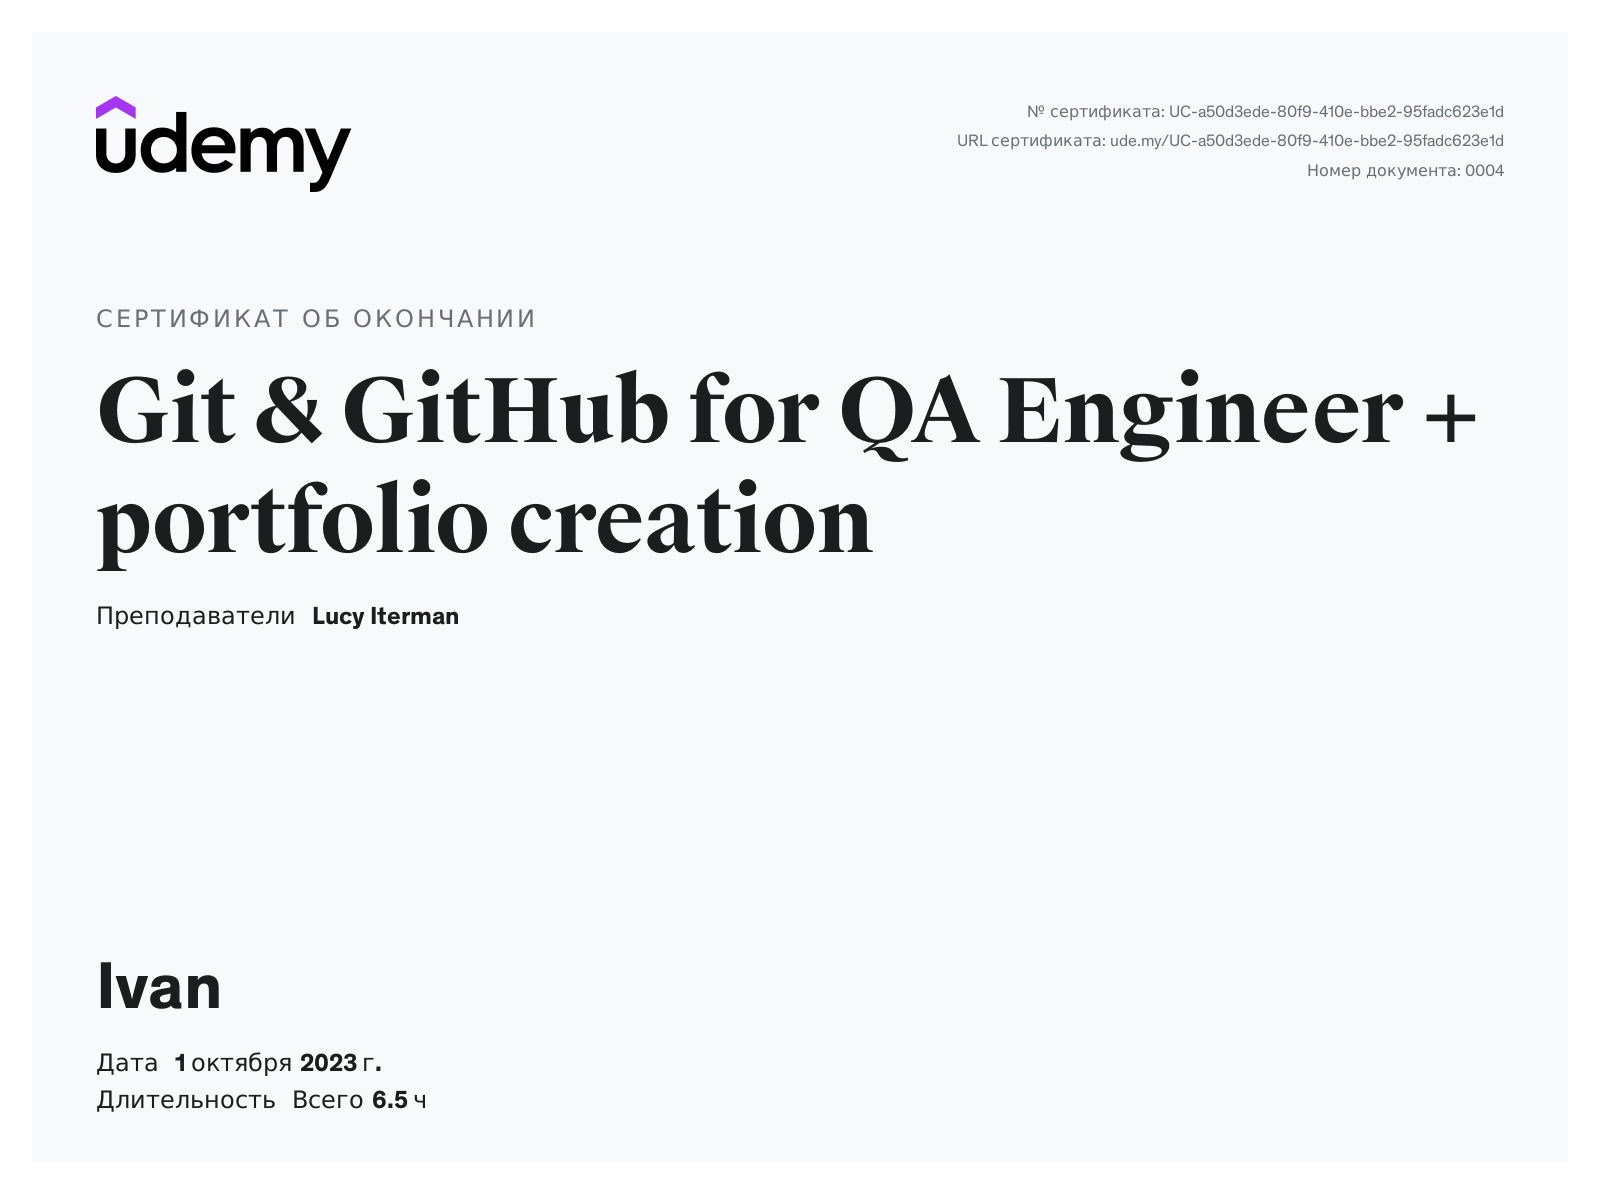 udemy
№ сертификата: UC-a50d3ede-80f9-410e-bbe2-95fadc623e1d
URL сертификата: ude.my/UC-a50d3ede-80f9-410e-bbe2-95fadc623e1d
Номер документа: 0004
СЕРТИФИКАТ ОБ ОКОНЧАНИИ
Git & GitHub for QA Engineer +
portfolio creation
Преподаватели Lucy Iterman
Ivan
Дата 1 октября 2023 г.
Длительность Всего 6.5 ч